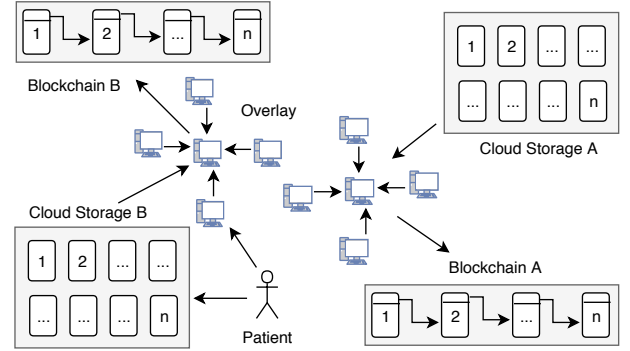 1 2 ... n
Blockchain B
Overlay
1 2 ... ...
... ... ... n
Cloud Storage A
Cloud Storage B
1 2 ... ...
... ... ... n
Patient
Blockchain A
1 2 ... n